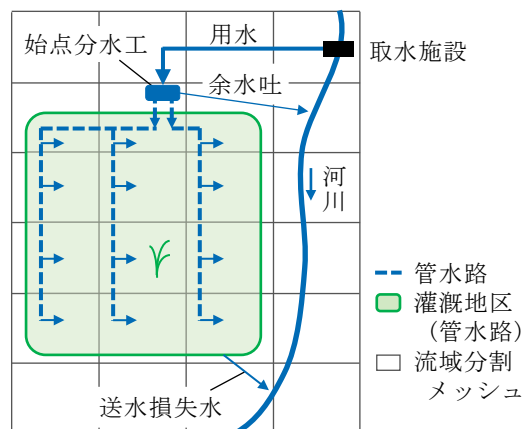 始点分水工
用水
取水施設
余水吐
河川
管水路
灌漑地区
（管水路）
流域分割
メッシュ
送水損失水